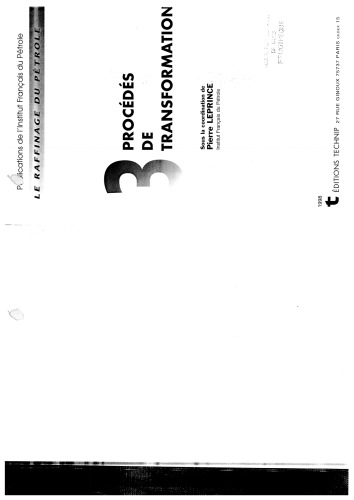 Publications de l'Institut Français du Pétrole
LE RAFFINAGE DU PÉTROLE
3
PROCÉDÉS
DE
TRANSFORMATION
Sous la coordination de
Pierre LEPRINCE
Institut Français du Pétrole
1998
t ÉDITIONS TECHNIP 27 RUE GINOUX 75737 PARIS CEDEX 15